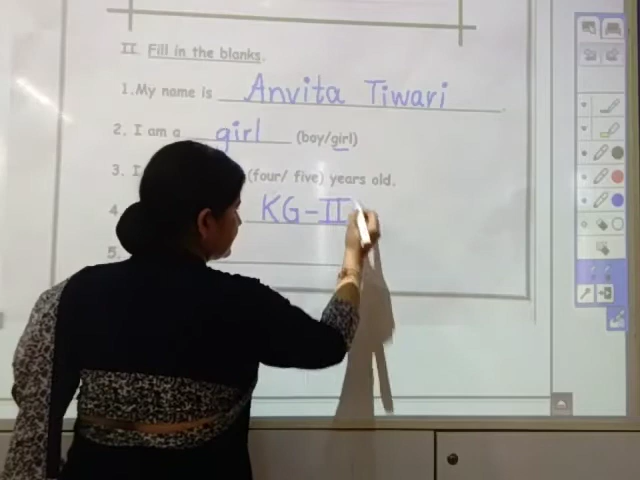 II. Fill in the blanks.
1.My name is Anvita Tiwari.
2. I am a girl (boy/girl)
3. I (four/ five) years old.
4 KG-II
5.